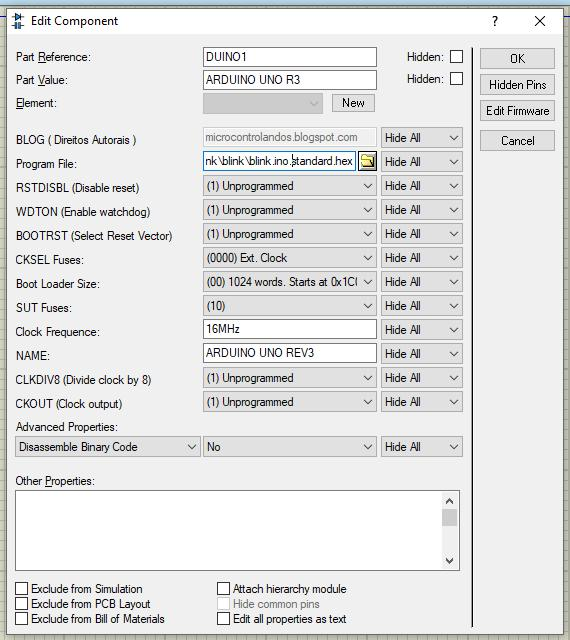 Edit Component
Part Reference: DUINO1 Hidden:
Part Value: ARDUINO UNO R3 Hidden:
Element: New
BLOG ( Direitos Autorais ) microcontrolandos.blogspot.com Hide All
Program File: nk\blink\blink.ino.standard.hex Hide All
RSTDISBL (Disable reset) (1) Unprogrammed Hide All
WDTON (Enable watchdog) (1) Unprogrammed Hide All
BOOTRST (Select Reset Vector) (1) Unprogrammed Hide All
CKSEL Fuses: (0000) Ext. Clock Hide All
Boot Loader Size: (00) 1024 words. Starts at 0x1C( Hide All
SUT Fuses: (10) Hide All
Clock Frequence: 16MHz Hide All
NAME: ARDUINO UNO REV3 Hide All
CLKDIV8 (Divide clock by 8) (1) Unprogrammed Hide All
CKOUT (Clock output) (1) Unprogrammed Hide All
Advanced Properties:
Disassemble Binary Code No Hide All
Other Properties:
Exclude from Simulation Attach hierarchy module
Exclude from PCB Layout Hide common pins
Exclude from Bill of Materials Edit all properties as text
OK
Hidden Pins
Edit Firmware
Cancel